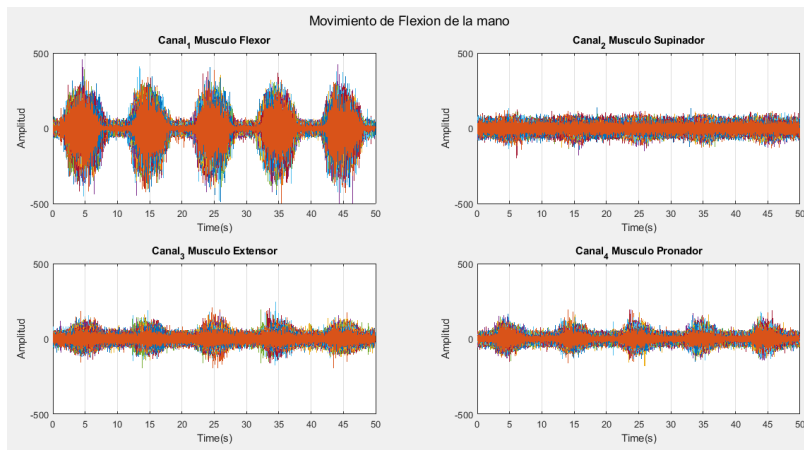 Movimiento de Flexion de la mano
Canal1 Musculo Flexor
500
0
-500
Amplitud
0 5 10 15 20 25 30 35 40 45 50
Time(s)
Canal2 Musculo Supinador
500
0
-500
Amplitud
0 5 10 15 20 25 30 35 40 45 50
Time(s)
Canal3 Musculo Extensor
500
0
-500
Amplitud
0 5 10 15 20 25 30 35 40 45 50
Time(s)
Canal4 Musculo Pronador
500
0
-500
Amplitud
0 5 10 15 20 25 30 35 40 45 50
Time(s)